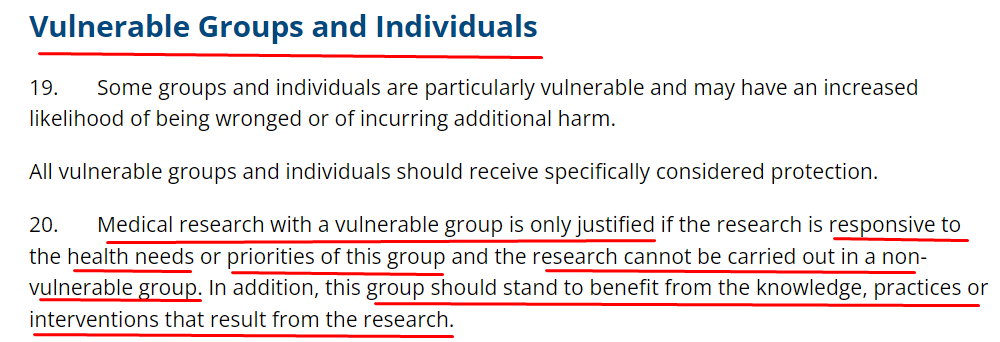 Vulnerable Groups and Individuals
19. Some groups and individuals are particularly vulnerable and may have an increased
likelihood of being wronged or of incurring additional harm.
All vulnerable groups and individuals should receive specifically considered protection.
20. Medical research with a vulnerable group is only justified if the research is responsive to
the health needs or priorities of this group and the research cannot be carried out in a non-
vulnerable group. In addition, this group should stand to benefit from the knowledge, practices or
interventions that result from the research.